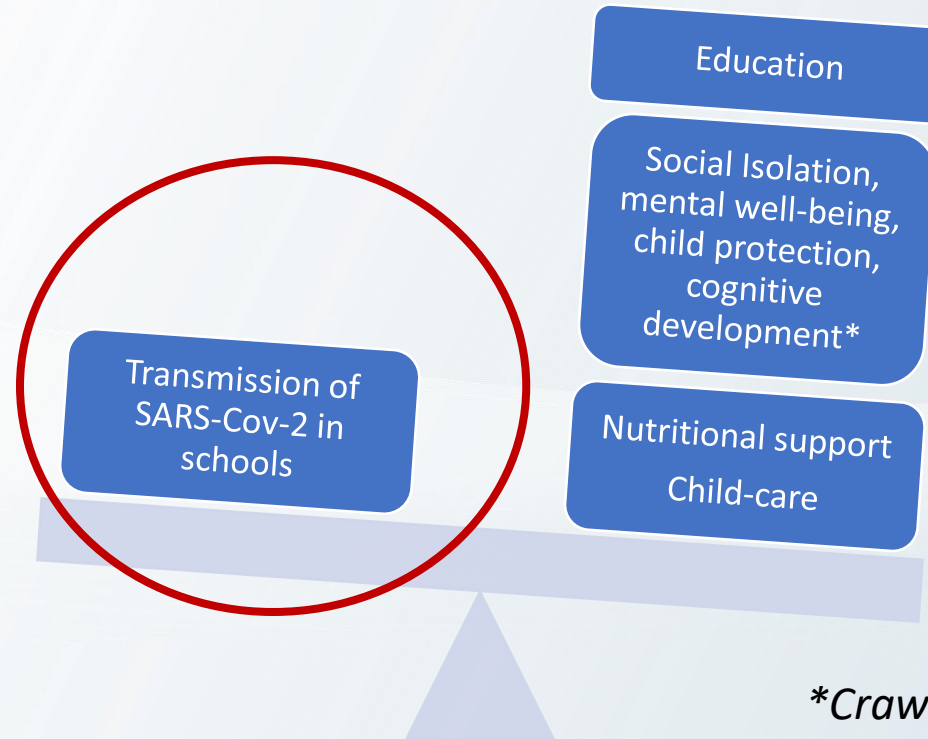 Education
Social Isolation,
mental well-being,
child protection,
cognitive
development*
Transmission of
SARS-Cov-2 in
schools
Nutritional support
Child-care